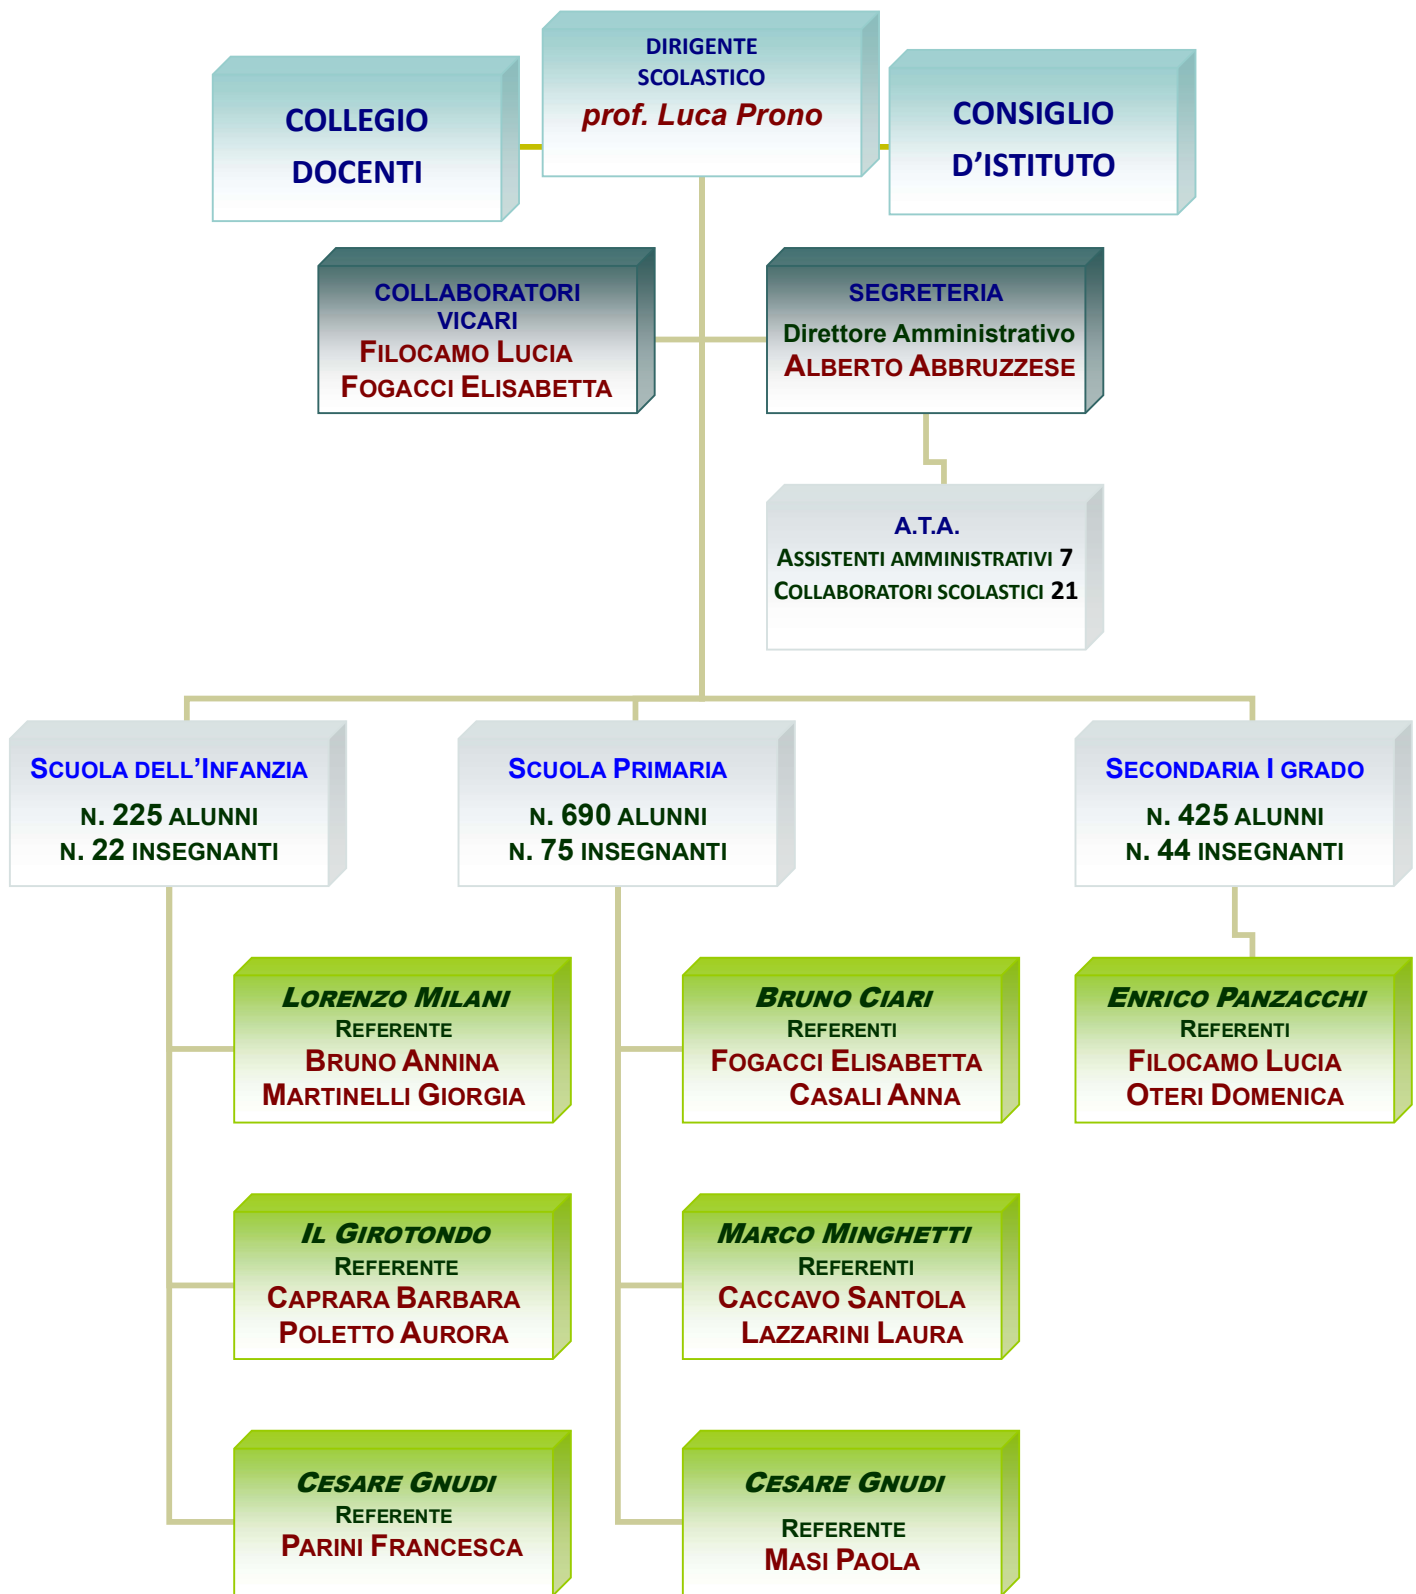 DIRIGENTE
SCOLASTICO
prof. Luca Prono
COLLEGIO
DOCENTI
CONSIGLIO
D’ISTITUTO
COLLABORATORI
VICARI
FILOCAMO LUCIA
FOGACCI ELISABETTA
SEGRETERIA
Direttore Amministrativo
ALBERTO ABBRUZZESE
A.T.A.
ASSISTENTI AMMINISTRATIVI 7
COLLABORATORI SCOLASTICI 21
SCUOLA DELL’INFANZIA
N. 225 ALUNNI
N. 22 INSEGNANTI
SCUOLA PRIMARIA
N. 690 ALUNNI
N. 75 INSEGNANTI
SECONDARIA I GRADO
N. 425 ALUNNI
N. 44 INSEGNANTI
LORENZO MILANI
REFERENTE
BRUNO ANNINA
MARTINELLI GIORGIA
BRUNO CIARI
REFERENTI
FOGACCI ELISABETTA
CASALI ANNA
ENRICO PANZACCHI
REFERENTI
FILOCAMO LUCIA
OTERI DOMENICA
IL GIROTONDO
REFERENTE
CAPRARA BARBARA
POLETTO AURORA
MARCO MINGHETTI
REFERENTI
CACCAVO SANTOLA
LAZZARINI LAURA
CESARE GNUDI
REFERENTE
PARINI FRANCESCA
CESARE GNUDI
REFERENTE
MASI PAOLA